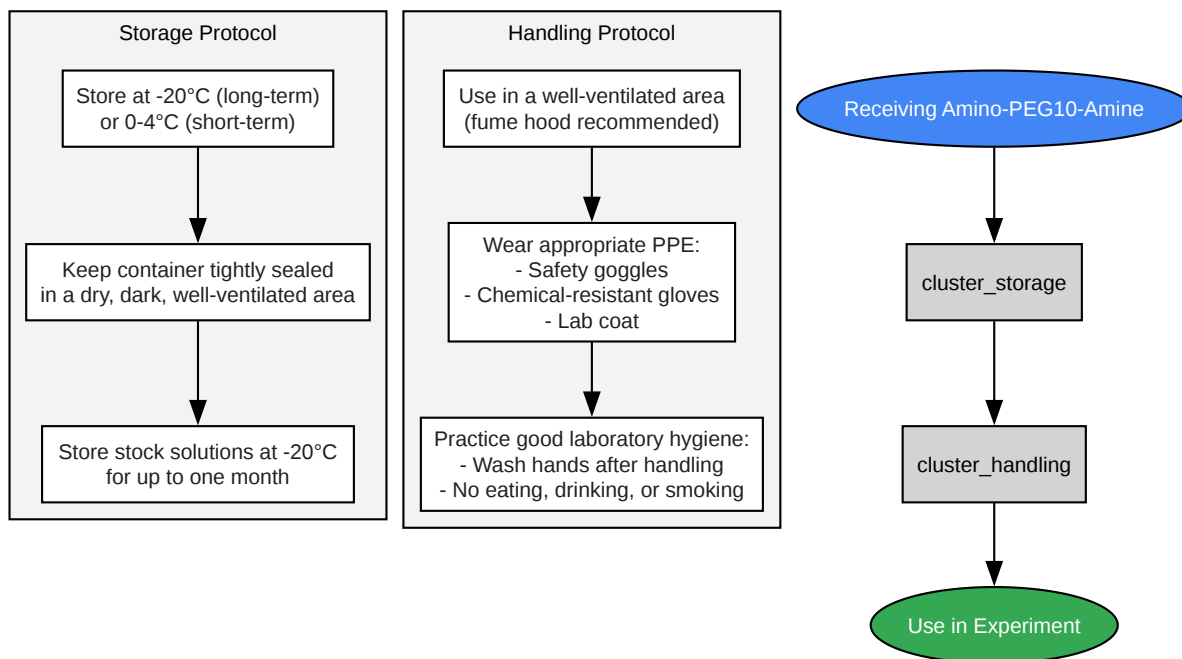 Storage Protocol
Store at -20°C (long-term)
or 0-4°C (short-term)
Keep container tightly sealed
in a dry, dark, well-ventilated area
Store stock solutions at -20°C
for up to one month
Handling Protocol
Use in a well-ventilated area
(fume hood recommended)
Wear appropriate PPE:
- Safety goggles
- Chemical-resistant gloves
- Lab coat
Practice good laboratory hygiene:
- Wash hands after handling
- No eating, drinking, or smoking
Receiving Amino-PEG10-Amine
cluster_storage
cluster_handling
Use in Experiment